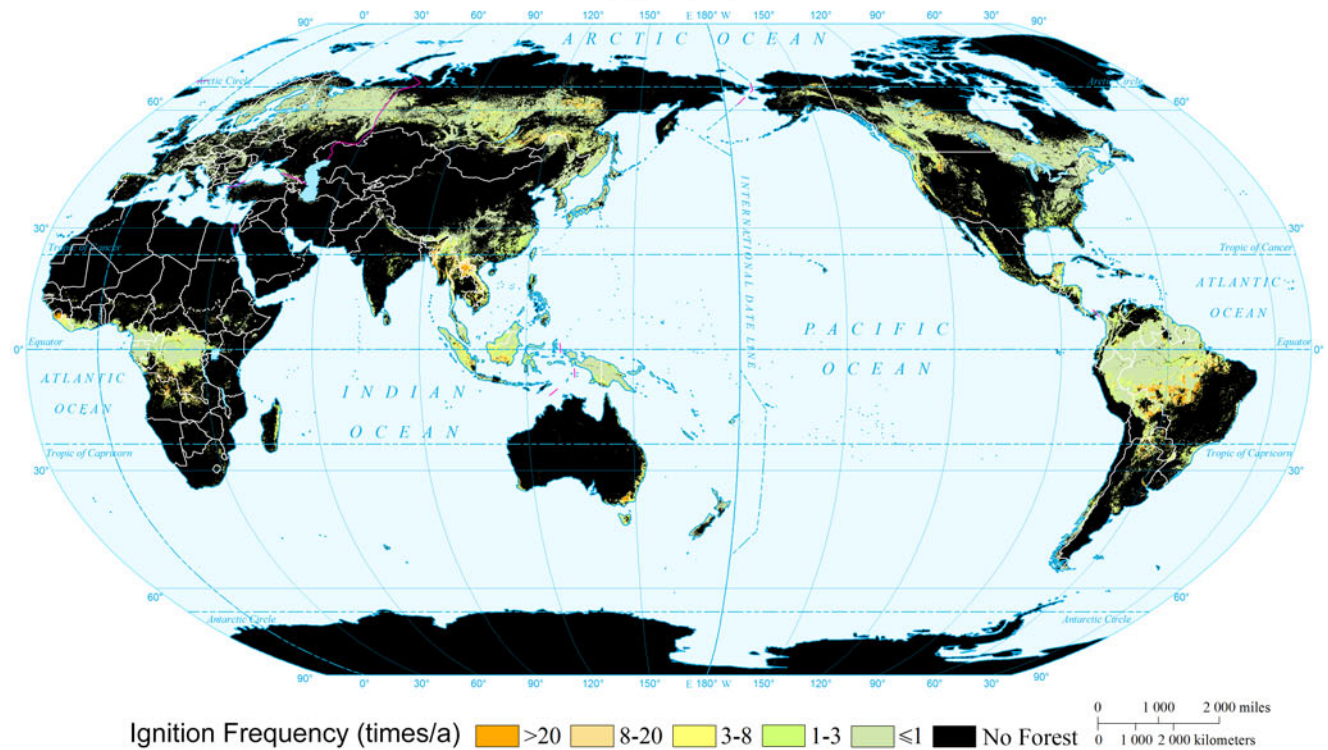 90° 0° 30° 60° 90° 120° 150° E 180° W 150° 120° 90° 60° 30° 90°
ARCTIC OCEAN
Arctic Circle
Arctic Circle
60°
60°
30°
30°
Tropic of Cancer
Tropic of Cancer
INTERNATIONAL DATE LINE
ATLANTIC
OCEAN
PACIFIC
OCEAN
Equator
Equator
0°
0°
ATLANTIC
OCEAN
INDIAN
OCEAN
Tropic of Capricorn
Tropic of Capricorn
30°
30°
60°
60°
Antarctic Circle
Antarctic Circle
90° 0° 30° 60° 90° 120° 150° E 180° W 150° 120° 90° 60° 30° 90°
Ignition Frequency (times/a) >20 8-20 3-8 1-3 ≤1 No Forest
0 1 000 2 000 miles
0 1 000 2 000 kilometers